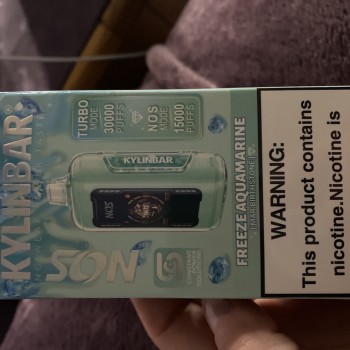 KYLINBAR®
TURBO
MODE
30000
PUFFS
NOS
MODE
15000
PUFFS
KYLINBAR
NOS
SON
FREEZE AQUAMARINE
WARNING:
This product contains
nicotine.Nicotine is